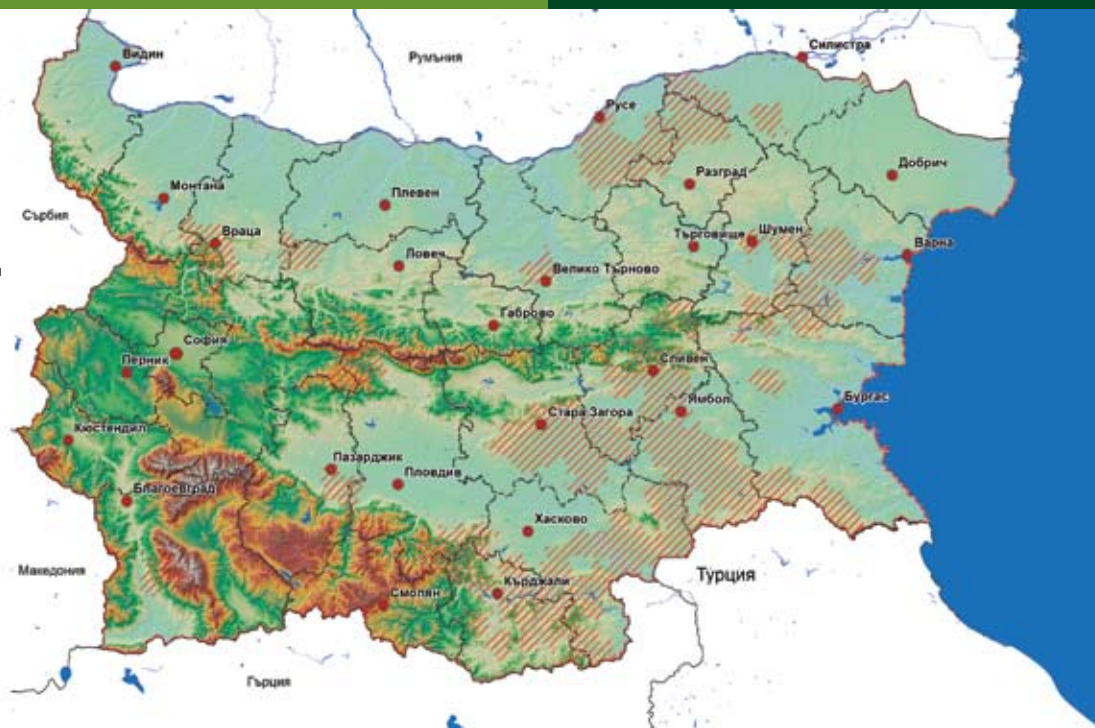 Видин
Румъния
Силистра
Русе
Добрич
Разград
Монтана
Плевен
Сърбия
Враца
Търговище
Шумен
Варна
Ловеч
Велико Търново
Габрово
София
Перник
Сливен
Ямбол
Бургас
Стара Загора
Кюстендил
Пазарджик
Пловдив
Благоевград
Хасково
Македония
Турция
Кърджали
Смолян
Гърция